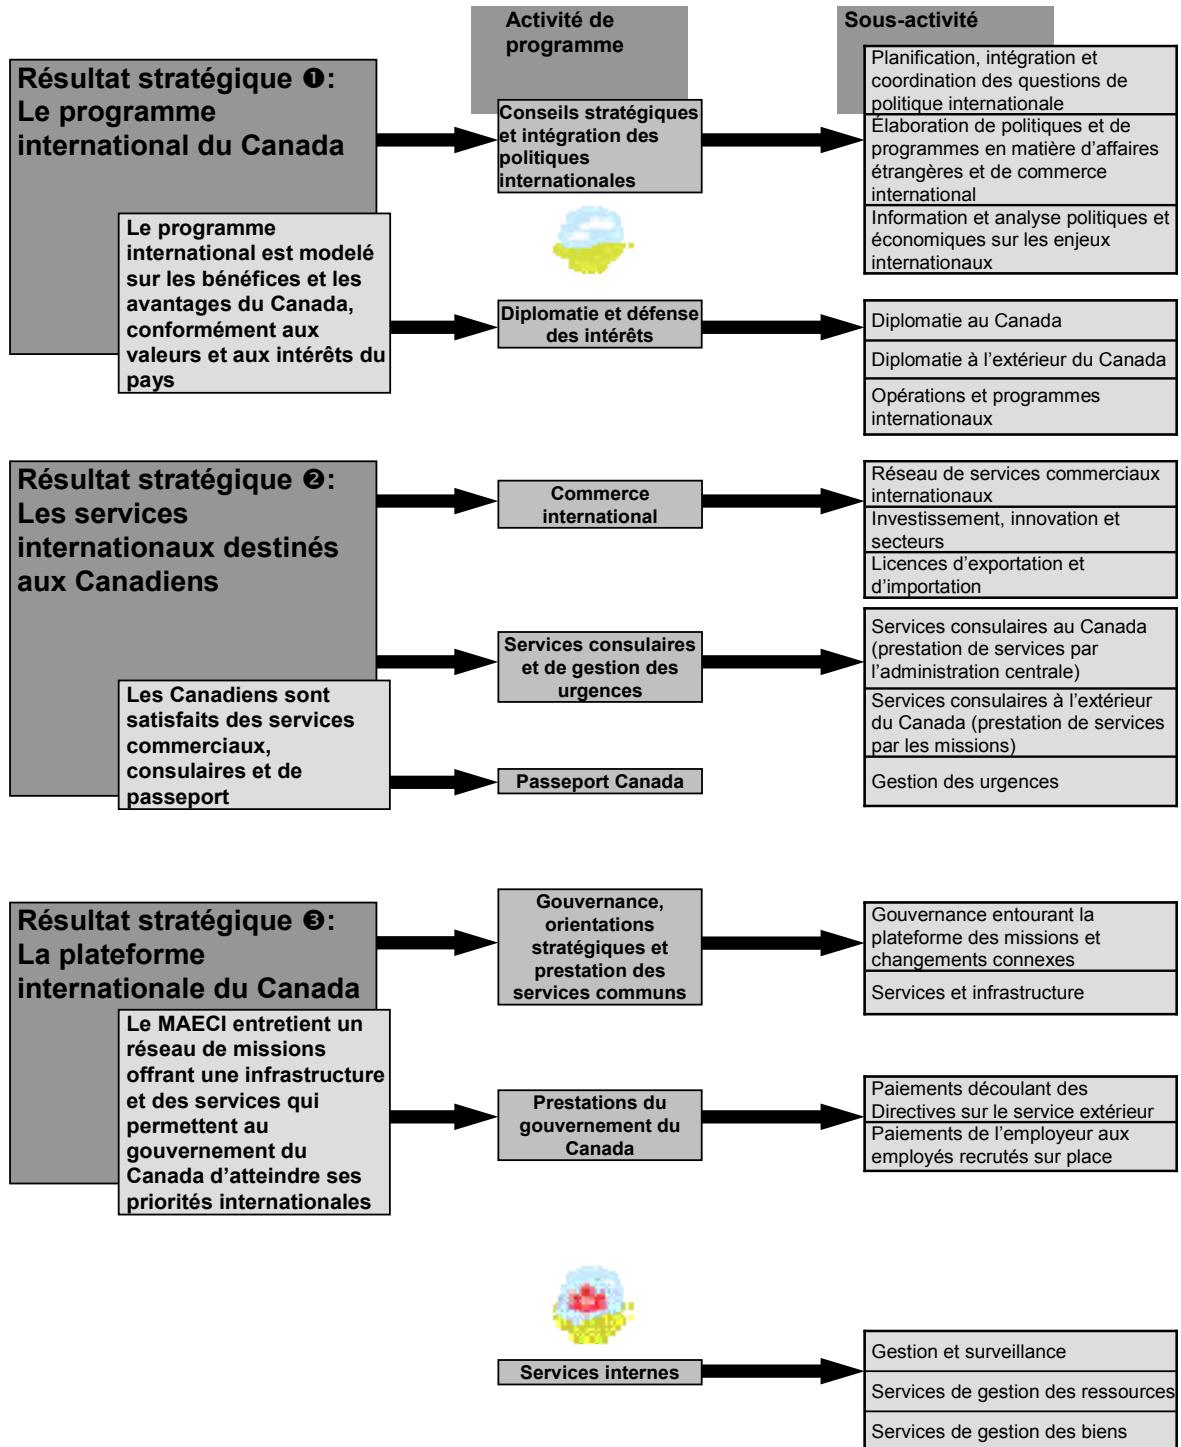 Activité de
programme
Sous-activité
Résultat stratégique ❶:
Le programme
international du Canada
Le programme
international est modelé
sur les bénéfices et les
avantages du Canada,
conformément aux
valeurs et aux intérêts du
pays
Conseils stratégiques
et intégration des
politiques
internationales
Planification, intégration et
coordination des questions de
politique internationale
Élaboration de politiques et de
programmes en matière d’affaires
étrangères et de commerce
international
Information et analyse politiques et
économiques sur les enjeux
internationaux
Diplomatie et défense
des intérêts
Diplomatie au Canada
Diplomatie à l’extérieur du Canada
Opérations et programmes
internationaux
Résultat stratégique ❷:
Les services
internationaux destinés
aux Canadiens
Les Canadiens sont
satisfaits des services
commerciaux,
consulaires et de
passeport
Commerce
international
Réseau de services commerciaux
internationaux
Investissement, innovation et
secteurs
Licences d’exportation et
d’importation
Services consulaires
et de gestion des
urgences
Services consulaires au Canada
(prestation de services par
l’administration centrale)
Services consulaires à l’extérieur
du Canada (prestation de services
par les missions)
Gestion des urgences
Passeport Canada
Résultat stratégique ❸:
La plateforme
internationale du Canada
Le MAECI entretient un
réseau de missions
offrant une infrastructure
et des services qui
permettent au
gouvernement du
Canada d’atteindre ses
priorités internationales
Gouvernance,
orientations
stratégiques et
prestation des
services communs
Gouvernance entourant la
plateforme des missions et
changements connexes
Services et infrastructure
Prestations du
gouvernement du
Canada
Paiements découlant des
Directives sur le service extérieur
Paiements de l’employeur aux
employés recrutés sur place
Services internes
Gestion et surveillance
Services de gestion des ressources
Services de gestion des biens